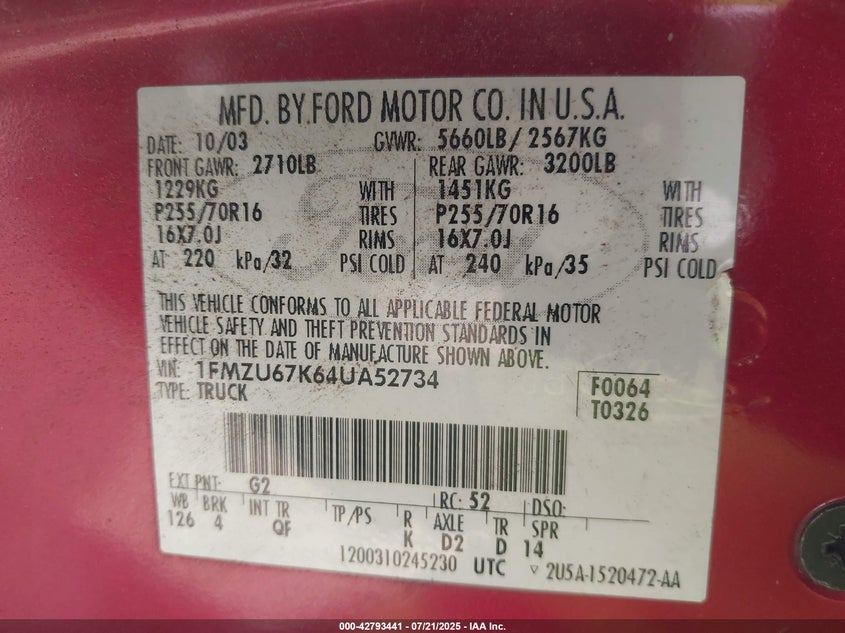 MFD. BY FORD MOTOR CO. IN U.S.A.
DATE: 10/03 GVWR: 5660LB/ 2567KG
FRONT GAWR: 2710LB REAR GAWR: 3200LB
1229KG WITH 1451KG WITH
P255/70R16 TIRES P255/70R16 TIRES
16X7.0J RIMS 16X7.0J RIMS
AT 220 kPa/32 PSI COLD AT 240 kPa/35 PSI COLD
THIS VEHICLE CONFORMS TO ALL APPLICABLE FEDERAL MOTOR
VEHICLE SAFETY AND THEFT PREVENTION STANDARDS IN
EFFECT ON THE DATE OF MANUFACTURE SHOWN ABOVE.
VIN: 1FMZU67K64UA52734
TYPE: TRUCK
F0064
T0326
EXT PNT: G2 RC: 52 DSO:
WB BRK INT TR TP/PS R AXLE TR SPR
126 4 QF K D2 D 14
1200310245230 UTC ▽ 2U5A-1520472-AA
000-42793441 | 07/21/2025 | IAA Inc.